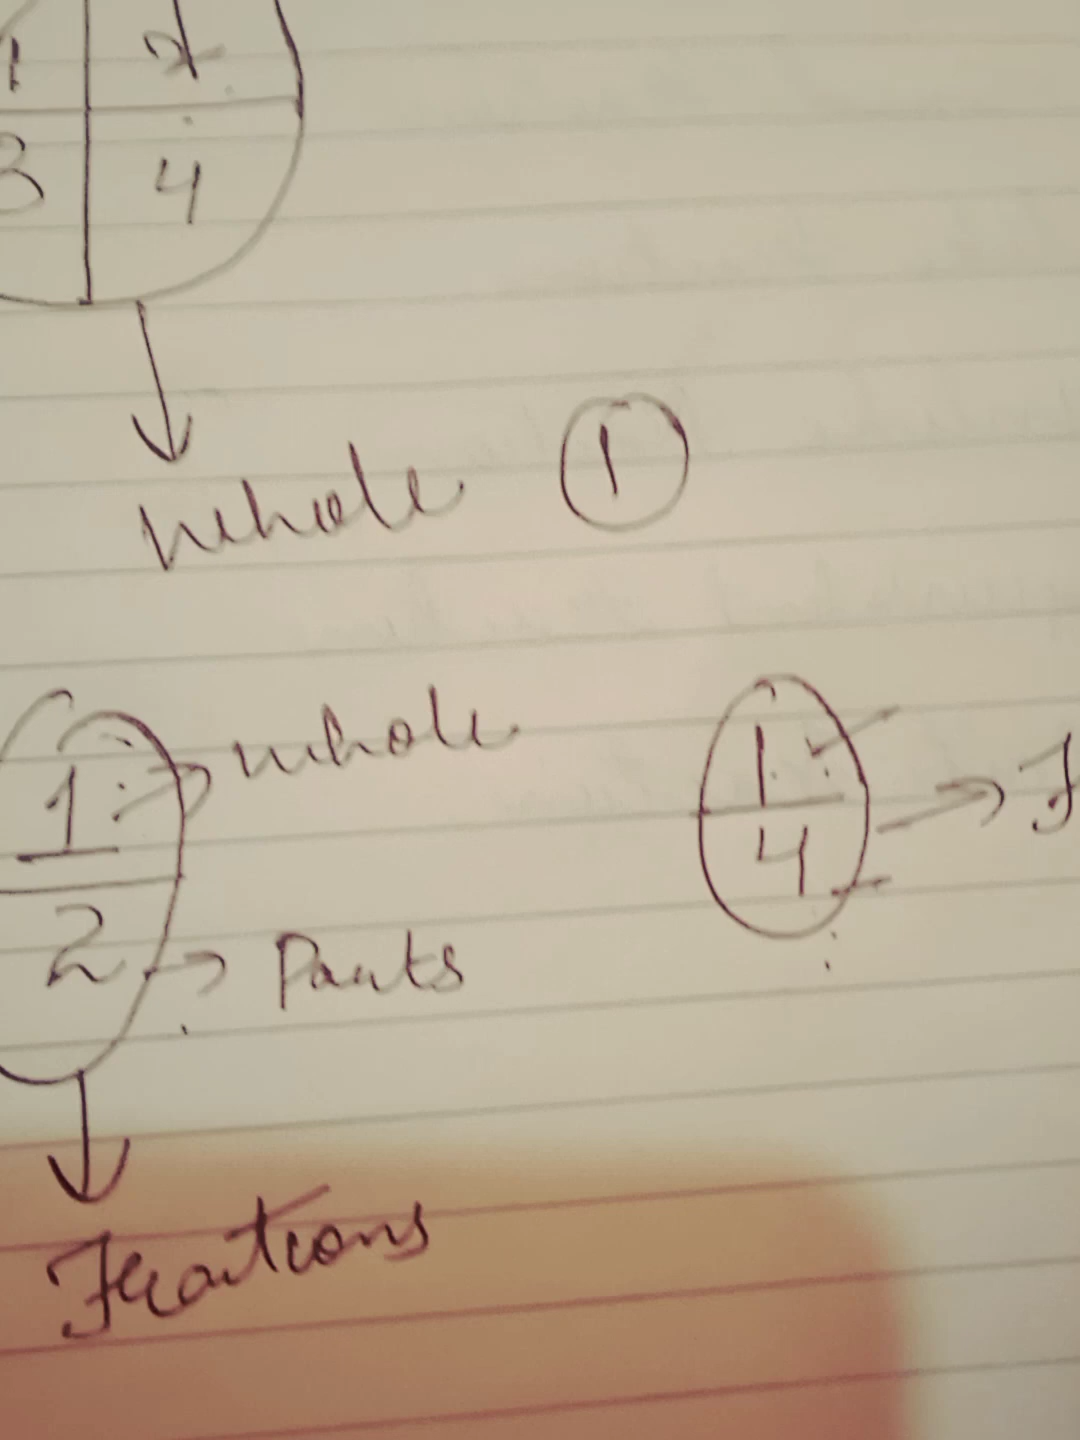 1 2
3 4
whole 1
1 → whole
2 → Parts
1
4 → F
Fractions